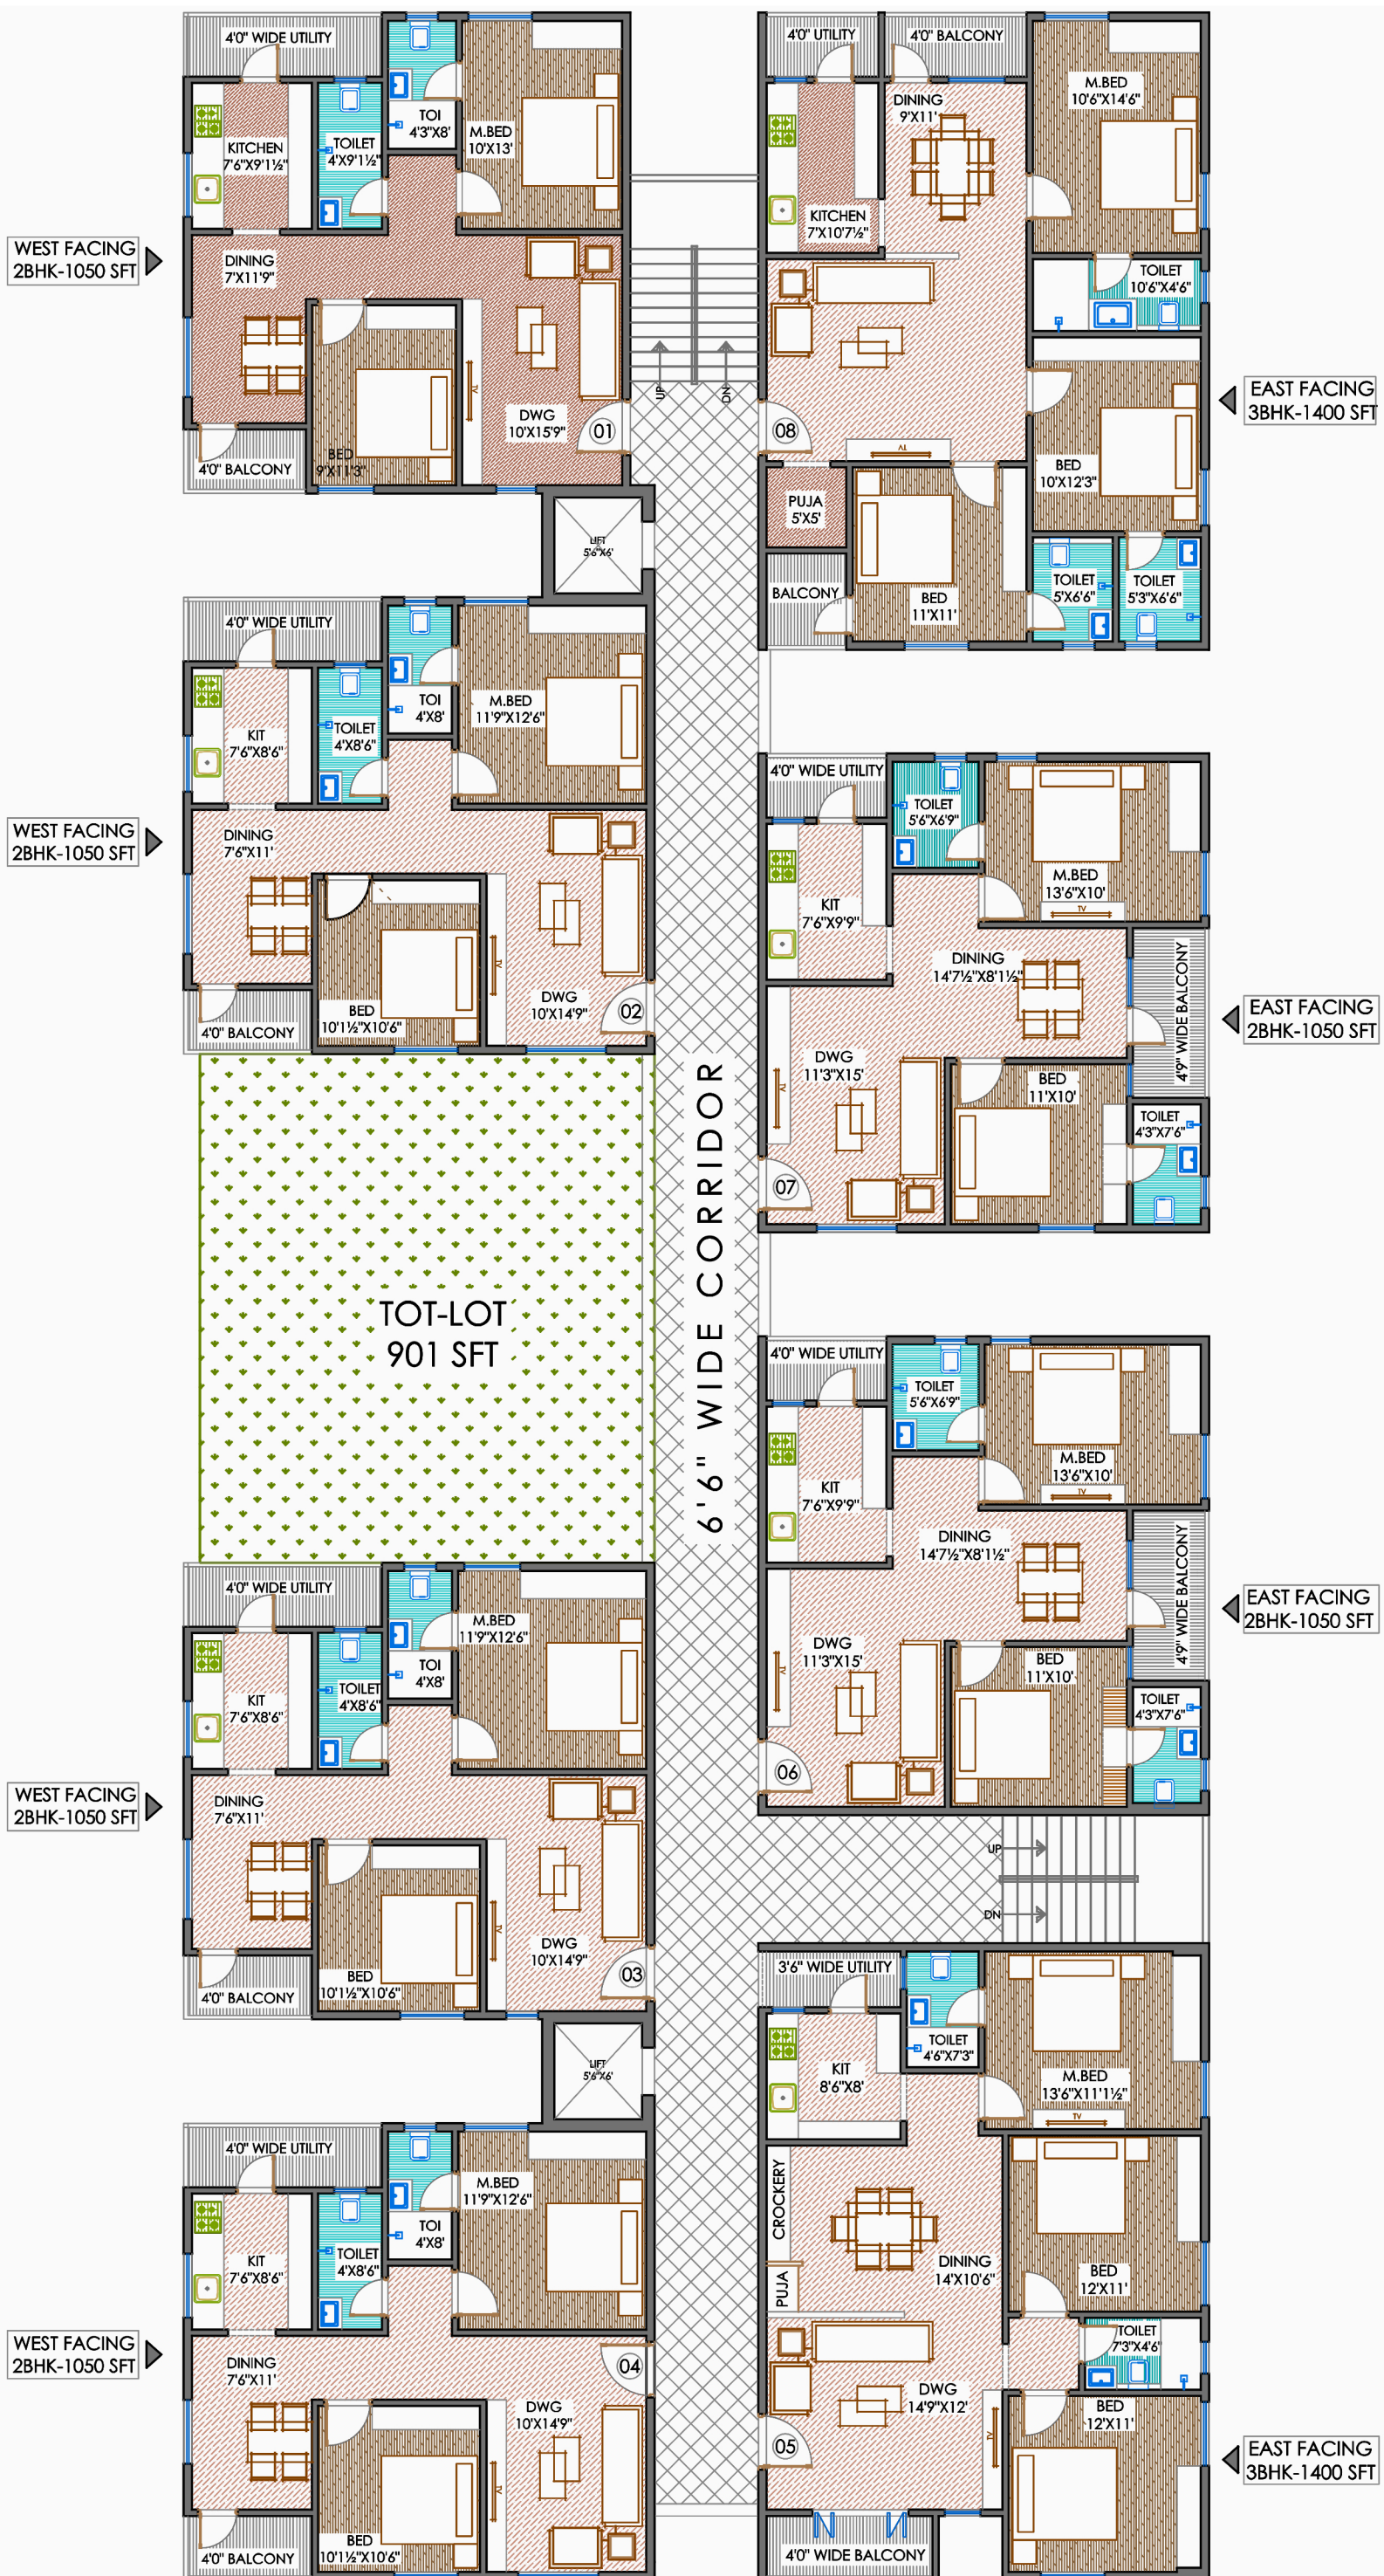 4'0" WIDE UTILITY
TOI
4'3"X8'
M.BED
10'X13'
KITCHEN
7'6"X9'1½"
TOILET
4'X9'1½"
WEST FACING
2BHK-1050 SFT
DINING
7'X11'9"
TV
DWG
10'X15'9"
01
BED
9'X11'3"
4'0" BALCONY
UP
DN
LIFT
5'6"X6'
4'0" UTILITY
4'0" BALCONY
DINING
9'X11'
M.BED
10'6"X14'6"
KITCHEN
7'X10'7½"
TOILET
10'6"X4'6"
EAST FACING
3BHK-1400 SFT
08
TV
BED
10'X12'3"
PUJA
5'X5'
BALCONY
BED
11'X11'
TOILET
5'X6'6"
TOILET
5'3"X6'6"
4'0" WIDE UTILITY
TOI
4'X8'
M.BED
11'9"X12'6"
KIT
7'6"X8'6"
TOILET
4'X8'6"
WEST FACING
2BHK-1050 SFT
DINING
7'6"X11'
TV
DWG
10'X14'9"
02
BED
10'1½"X10'6"
4'0" BALCONY
4'0" WIDE UTILITY
TOILET
5'6"X6'9"
M.BED
13'6"X10'
TV
KIT
7'6"X9'9"
DINING
14'7½"X8'1½"
4'9" WIDE BALCONY
EAST FACING
2BHK-1050 SFT
DWG
11'3"X15'
TV
BED
11'X10'
TOILET
4'3"X7'6"
07
6'6" WIDE CORRIDOR
TOT-LOT
901 SFT
4'0" WIDE UTILITY
TOILET
5'6"X6'9"
M.BED
13'6"X10'
TV
KIT
7'6"X9'9"
DINING
14'7½"X8'1½"
4'9" WIDE BALCONY
EAST FACING
2BHK-1050 SFT
DWG
11'3"X15'
TV
BED
11'X10'
TOILET
4'3"X7'6"
06
UP
DN
4'0" WIDE UTILITY
TOI
4'X8'
M.BED
11'9"X12'6"
KIT
7'6"X8'6"
TOILET
4'X8'6"
WEST FACING
2BHK-1050 SFT
DINING
7'6"X11'
TV
DWG
10'X14'9"
03
BED
10'1½"X10'6"
4'0" BALCONY
LIFT
5'6"X6'
3'6" WIDE UTILITY
TOILET
4'6"X7'3"
KIT
8'6"X8'
M.BED
13'6"X11'1½"
TV
CROCKERY
PUJA
DINING
14'X10'6"
BED
12'X11'
TOILET
7'3"X4'6"
DWG
14'9"X12'
TV
BED
12'X11'
05
EAST FACING
3BHK-1400 SFT
4'0" WIDE BALCONY
4'0" WIDE UTILITY
TOI
4'X8'
M.BED
11'9"X12'6"
KIT
7'6"X8'6"
TOILET
4'X8'6"
WEST FACING
2BHK-1050 SFT
DINING
7'6"X11'
04
DWG
10'X14'9"
TV
BED
10'1½"X10'6"
4'0" BALCONY